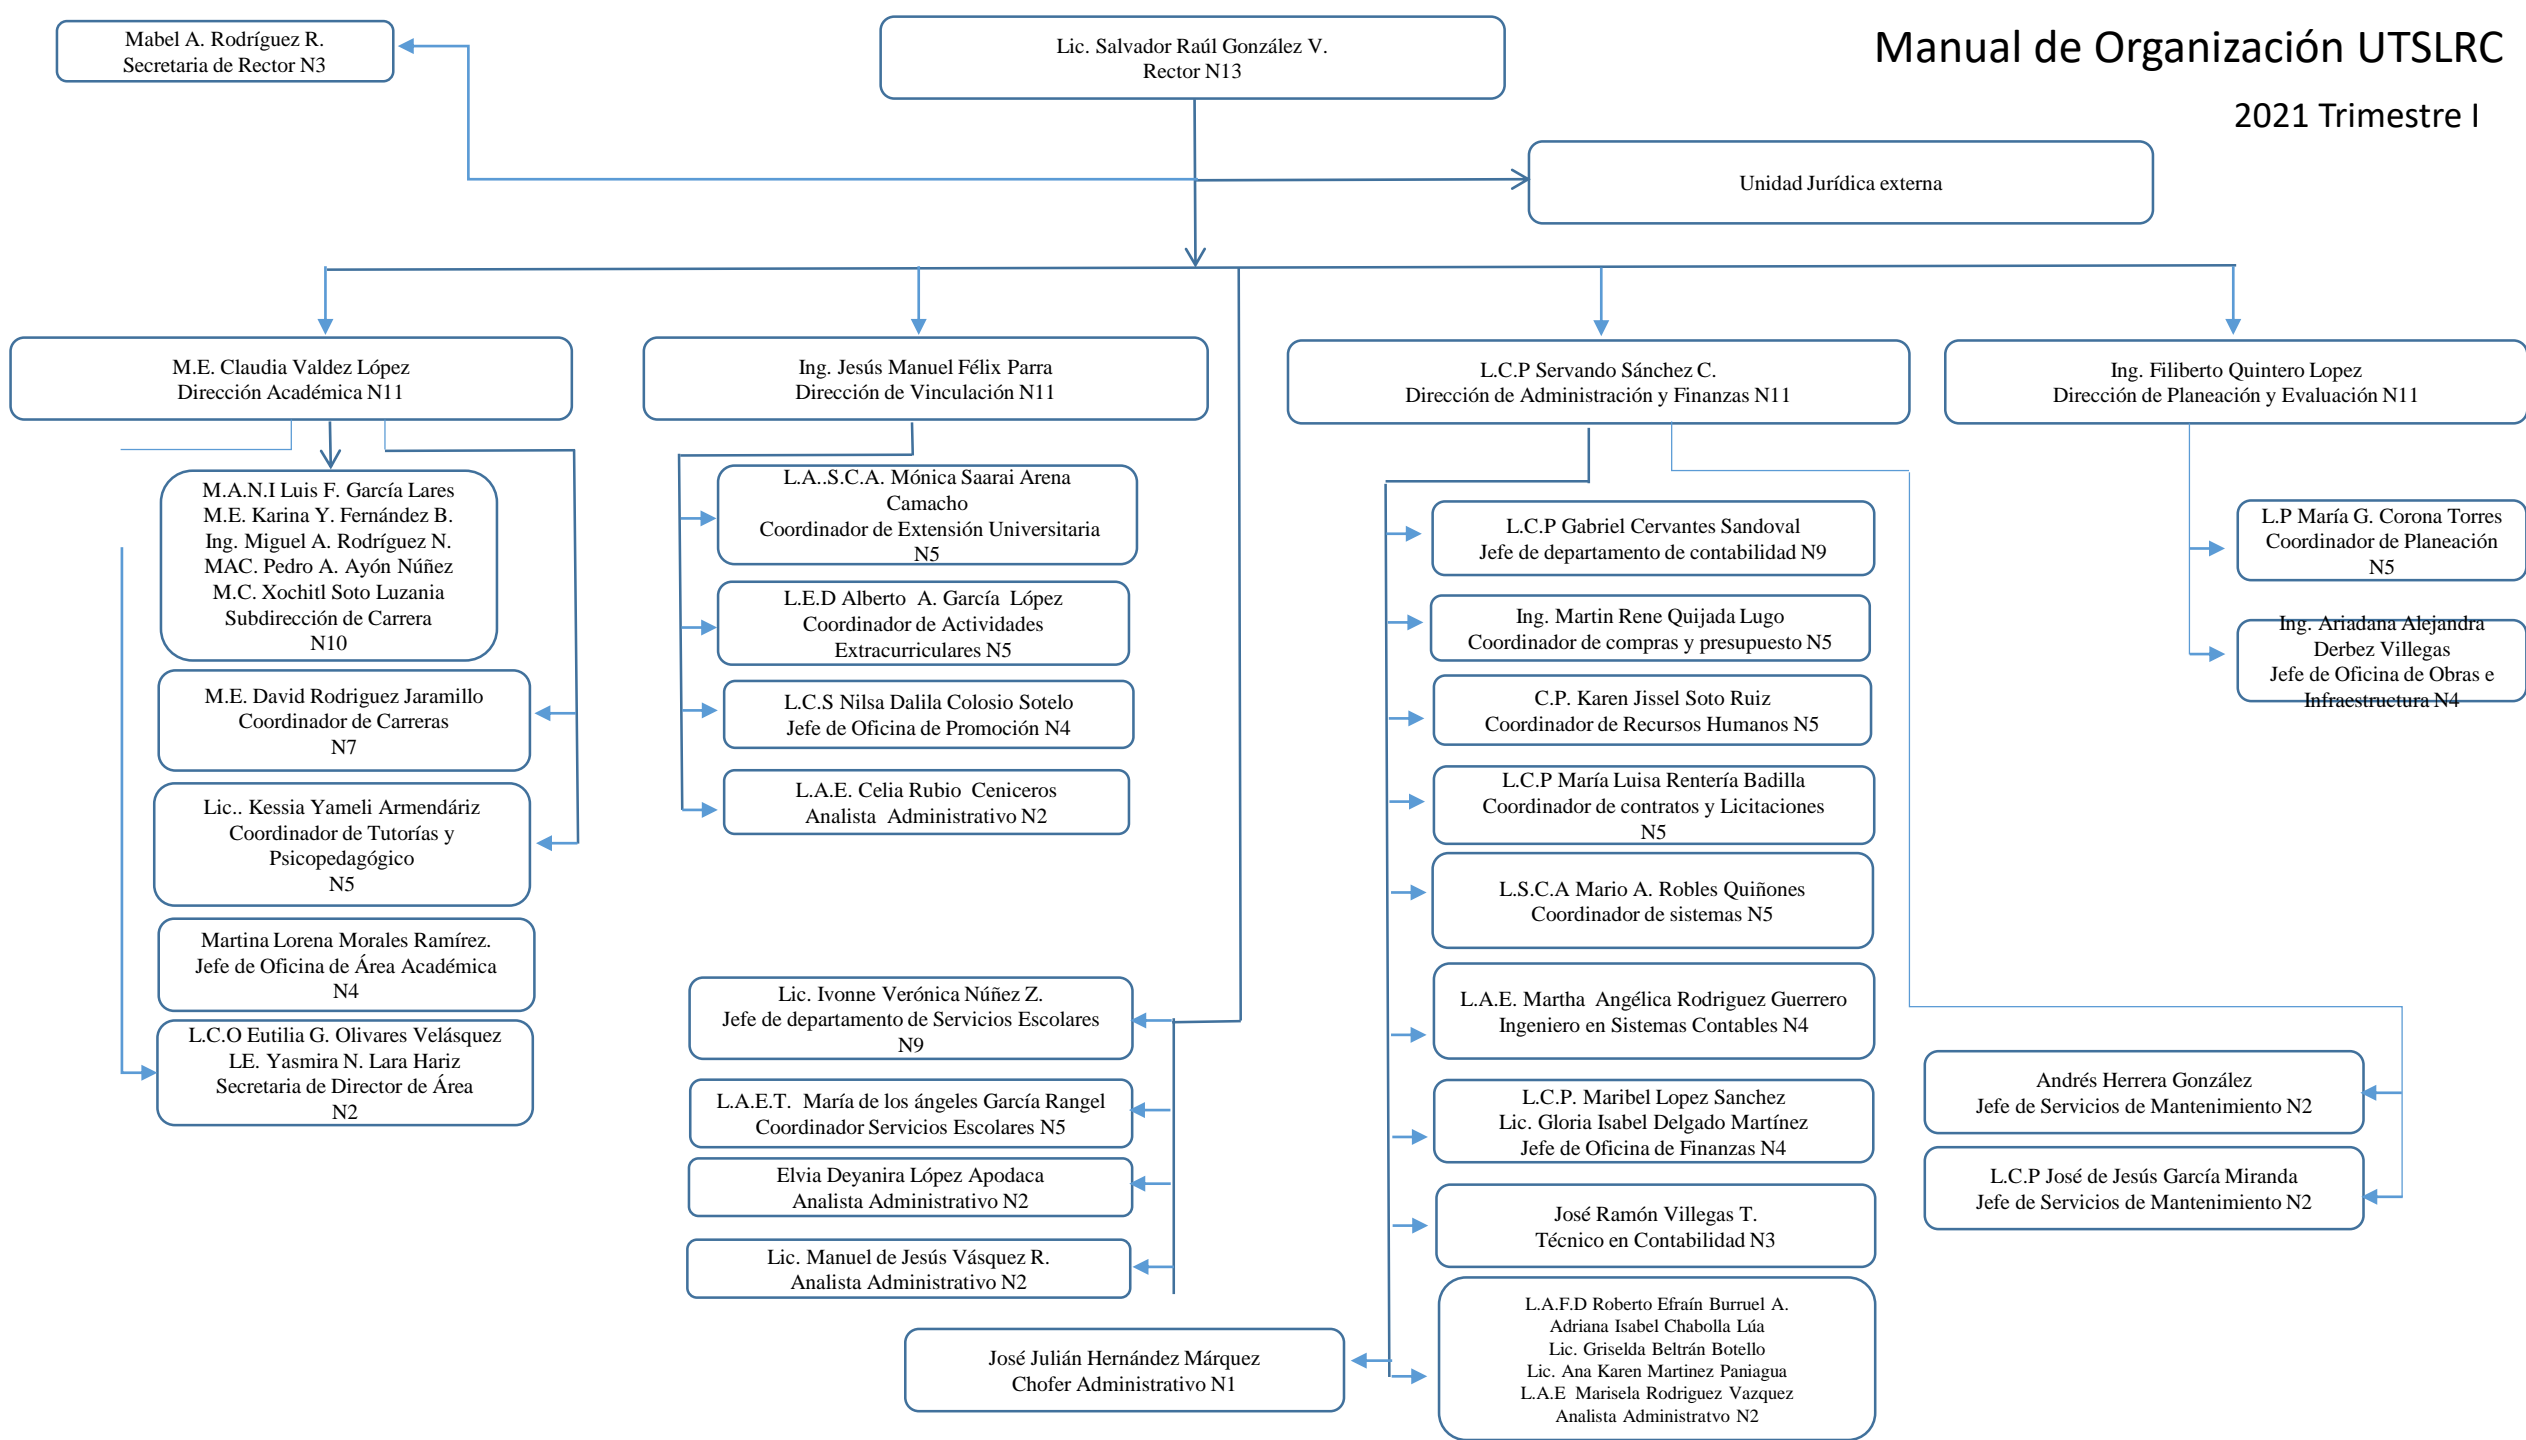 Manual de Organización UTSLRC
2021 Trimestre I
Mabel A. Rodríguez R.
Secretaria de Rector N3
Lic. Salvador Raúl González V.
Rector N13
Unidad Jurídica externa
M.E. Claudia Valdez López
Dirección Académica N11
Ing. Jesús Manuel Félix Parra
Dirección de Vinculación N11
L.C.P Servando Sánchez C.
Dirección de Administración y Finanzas N11
Ing. Filiberto Quintero Lopez
Dirección de Planeación y Evaluación N11
M.A.N.I Luis F. García Lares
M.E. Karina Y. Fernández B.
Ing. Miguel A. Rodríguez N.
MAC. Pedro A. Ayón Núñez
M.C. Xochitl Soto Luzania
Subdirección de Carrera
N10
M.E. David Rodriguez Jaramillo
Coordinador de Carreras
N7
Lic.. Kessia Yameli Armendáriz
Coordinador de Tutorías y
Psicopedagógico
N5
Martina Lorena Morales Ramírez.
Jefe de Oficina de Área Académica
N4
L.C.O Eutilia G. Olivares Velásquez
LE. Yasmira N. Lara Hariz
Secretaria de Director de Área
N2
L.A..S.C.A. Mónica Saarai Arena
Camacho
Coordinador de Extensión Universitaria
N5
L.E.D Alberto  A. García  López
Coordinador de Actividades
Extracurriculares N5
L.C.S Nilsa Dalila Colosio Sotelo
Jefe de Oficina de Promoción N4
L.A.E. Celia Rubio  Ceniceros
Analista  Administrativo N2
Lic. Ivonne Verónica Núñez Z.
Jefe de departamento de Servicios Escolares
N9
L.A.E.T.  María de los ángeles García Rangel
Coordinador Servicios Escolares N5
Elvia Deyanira López Apodaca
Analista Administrativo N2
Lic. Manuel de Jesús Vásquez R.
Analista Administrativo N2
José Julián Hernández Márquez
Chofer Administrativo N1
L.C.P Gabriel Cervantes Sandoval
Jefe de departamento de contabilidad N9
Ing. Martin Rene Quijada Lugo
Coordinador de compras y presupuesto N5
C.P. Karen Jissel Soto Ruiz
Coordinador de Recursos Humanos N5
L.C.P María Luisa Rentería Badilla
Coordinador de contratos y Licitaciones
N5
L.S.C.A Mario A. Robles Quiñones
Coordinador de sistemas N5
L.A.E. Martha  Angélica Rodriguez Guerrero
Ingeniero en Sistemas Contables N4
L.C.P. Maribel Lopez Sanchez
Lic. Gloria Isabel Delgado Martínez
Jefe de Oficina de Finanzas N4
José Ramón Villegas T.
Técnico en Contabilidad N3
L.A.F.D Roberto Efraín Burruel A.
Adriana Isabel Chabolla Lúa
Lic. Griselda Beltrán Botello
Lic. Ana Karen Martinez Paniagua
L.A.E  Marisela Rodriguez Vazquez
Analista Administratvo N2
Andrés Herrera González
Jefe de Servicios de Mantenimiento N2
L.C.P José de Jesús García Miranda
Jefe de Servicios de Mantenimiento N2
L.P María G. Corona Torres
Coordinador de Planeación
N5
Ing. Ariadana Alejandra
Derbez Villegas
Jefe de Oficina de Obras e
Infraestructura N4